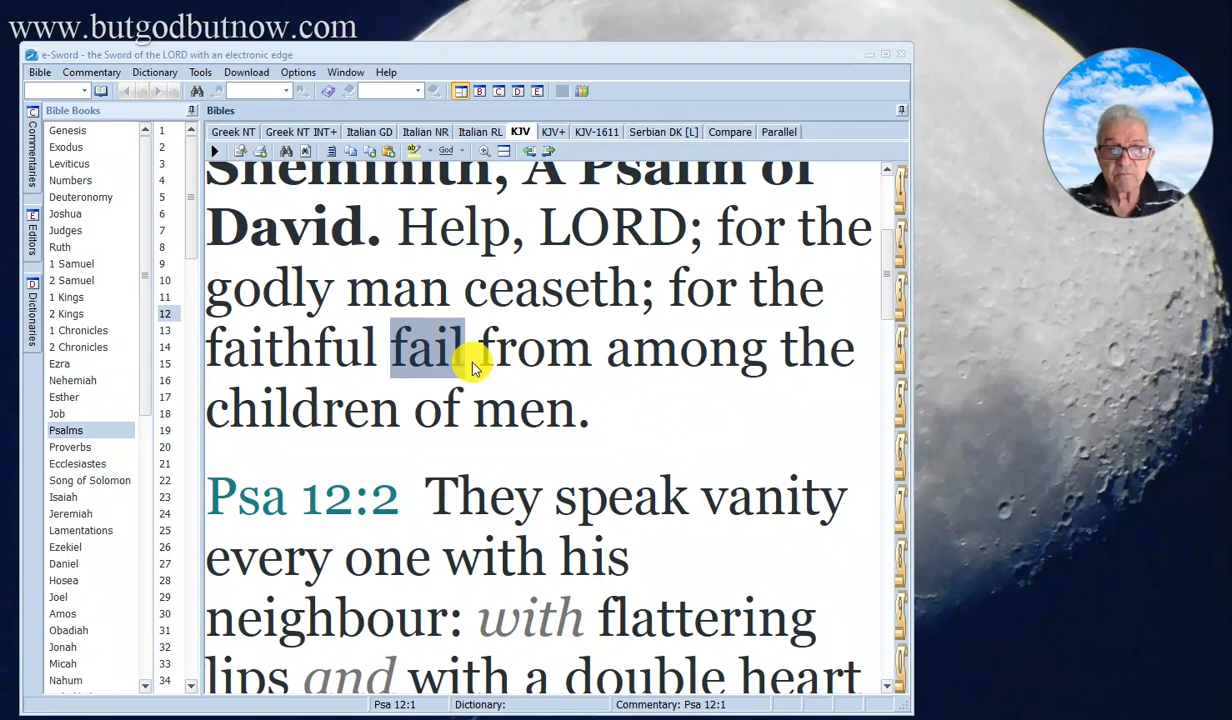 www.butgodbutnow.com
e-Sword - the Sword of the LORD with an electronic edge
Bible Commentary Dictionary Tools Download Options Window Help
B C D E
Bible Books
Bibles
Commentaries
Editors
Dictionaries
Greek NT Greek NT INT+ Italian GD Italian NR Italian RL KJV KJV+ KJV-1611 Serbian DK [L] Compare Parallel
God
Genesis 1
Exodus 2
Leviticus 3
Numbers 4
Deuteronomy 5
Joshua 6
Judges 7
Ruth 8
1 Samuel 9
2 Samuel 10
1 Kings 11
2 Kings 12
1 Chronicles 13
2 Chronicles 14
Ezra 15
Nehemiah 16
Esther 17
Job 18
Psalms 19
Proverbs 20
Ecclesiastes 21
Song of Solomon 22
Isaiah 23
Jeremiah 24
Lamentations 25
Ezekiel 26
Daniel 27
Hosea 28
Joel 29
Amos 30
Obadiah 31
Jonah 32
Micah 33
Nahum 34
Sheminith, A Psalm of
David. Help, LORD; for the
godly man ceaseth; for the
faithful fail from among the
children of men.
Psa 12:2 They speak vanity
every one with his
neighbour: with flattering
lips and with a double heart
Psa 12:1 Dictionary: Commentary: Psa 12:1